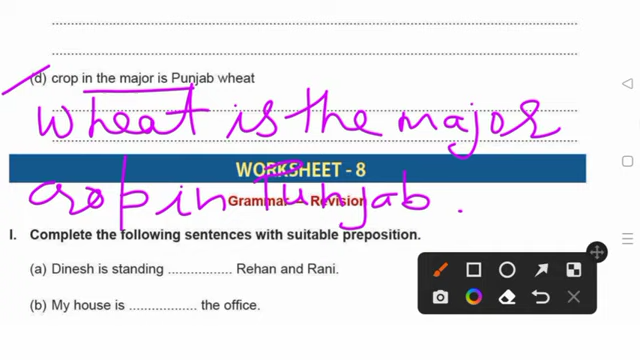 (d) crop in the major is Punjab wheat
wheat is the major
WORKSHEET - 8
crop in Punjab.
Grammar Revision
I. Complete the following sentences with suitable preposition.
(a) Dinesh is standing ................ Rehan and Rani.
(b) My house is ................. the office.